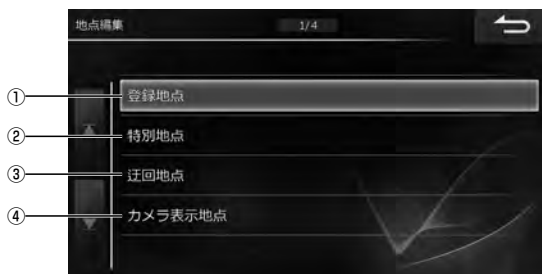 地点編集 1/4
① 登録地点
② 特別地点
③ 迂回地点
④ カメラ表示地点